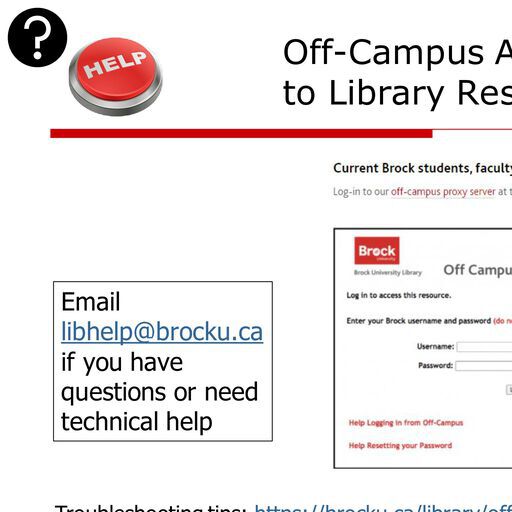 ?
HELP
Off-Campus A
to Library Res
Current Brock students, faculty
Log-in to our off-campus proxy server at t
Brock
University
Brock University Library
Off Campu
Log in to access this resource.
Enter your Brock username and password (do n
Username:
Password:
Email
libhelp@brocku.ca
if you have
questions or need
technical help
Help Logging in from Off-Campus
Help Resetting your Password
Troubleshooting tips: https://brocku.ca/library/off